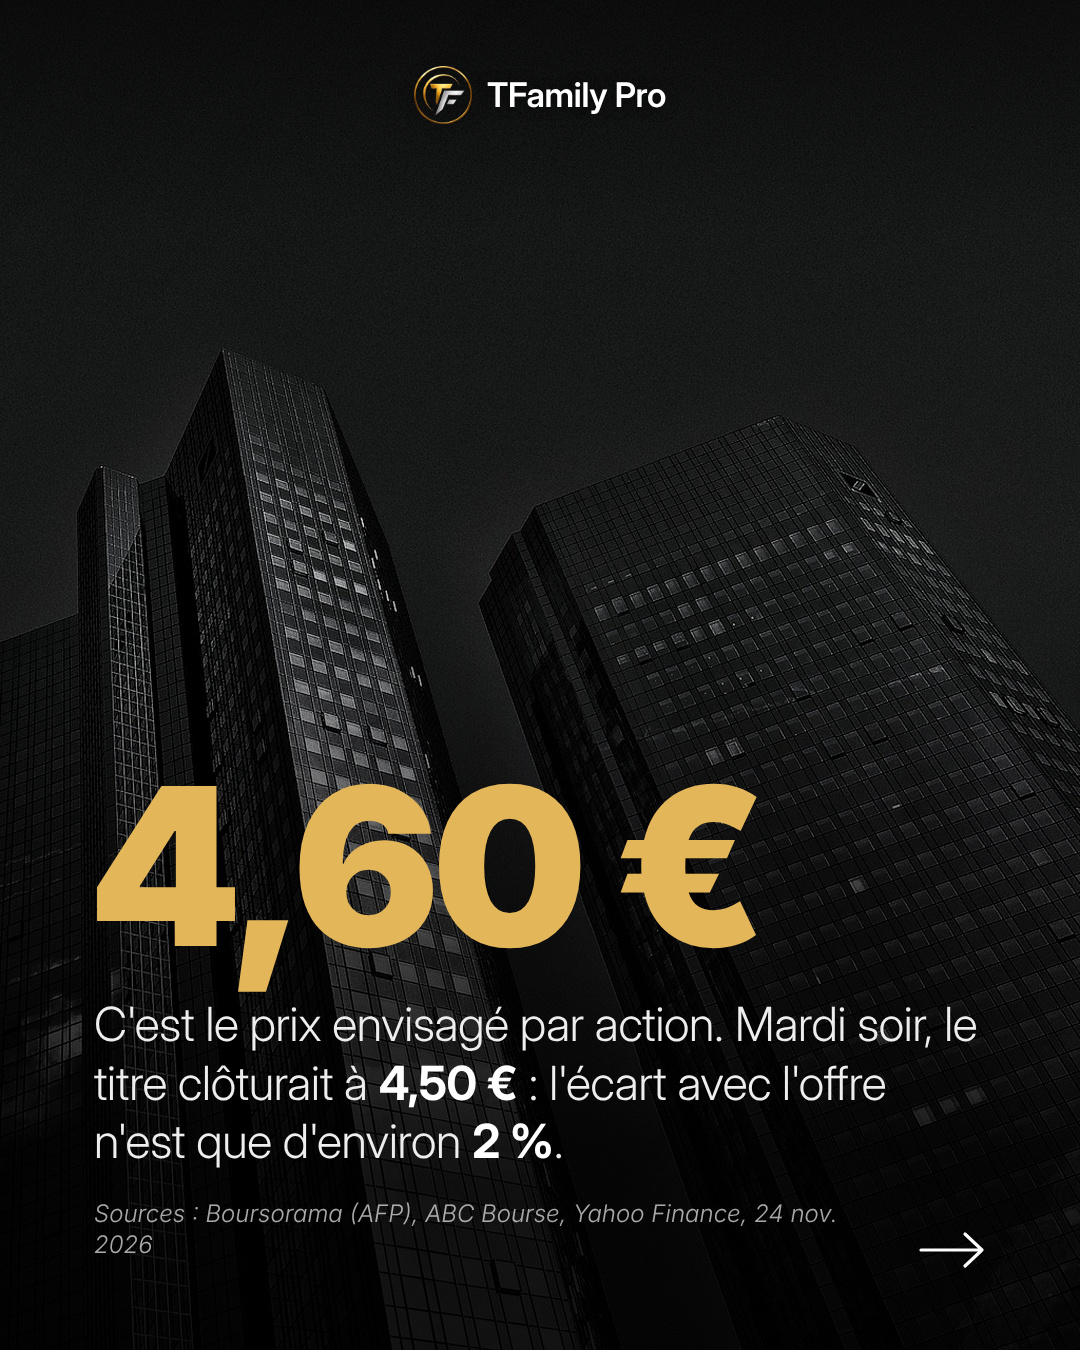 TFamily Pro
4,60 €
C'est le prix envisagé par action. Mardi soir, le
titre clôturait à 4,50 € : l'écart avec l'offre
n'est que d'environ 2 %.
Sources : Boursorama (AFP), ABC Bourse, Yahoo Finance, 24 nov.
2026